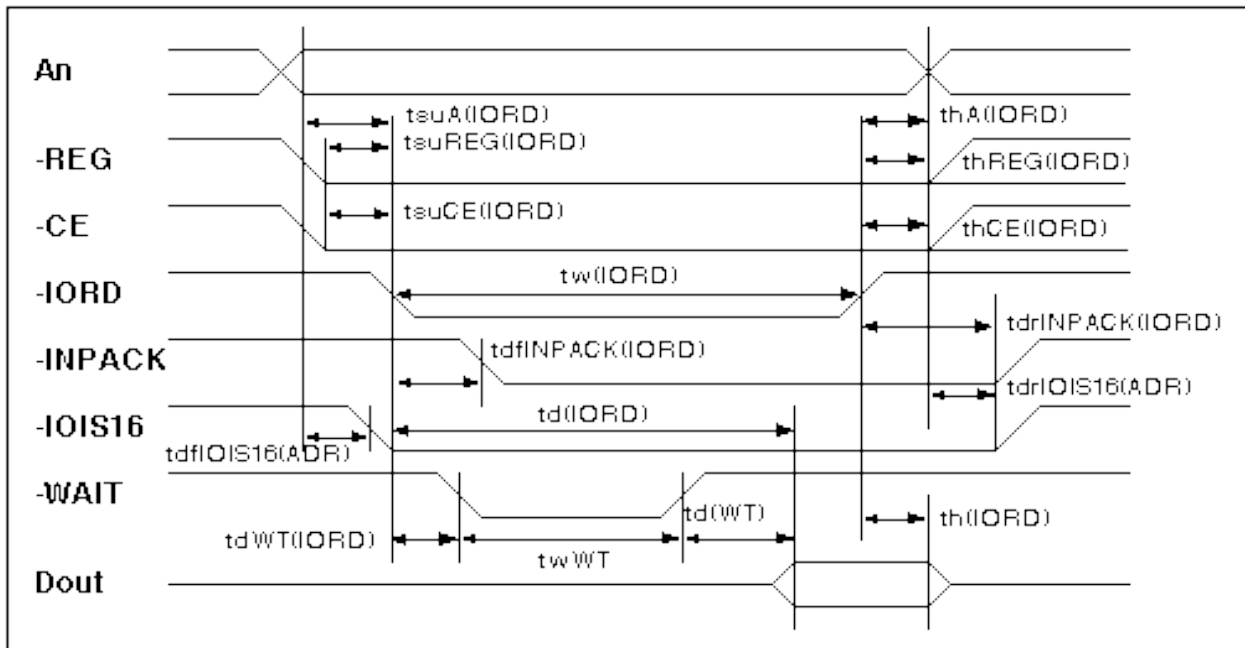 An
tsuA(IORD)
thA(IORD)
tsuREG(IORD)
-REG
thREG(IORD)
tsuCE(IORD)
-CE
thCE(IORD)
-IORD
tw(IORD)
tdrINPACK(IORD)
-INPACK
tdfINPACK(IORD)
tdrIOIS16(ADR)
-IOIS16
td(IORD)
tdfIOIS16(ADR)
-WAIT
td(WT)
th(IORD)
tdWT(IORD)
twWT
Dout